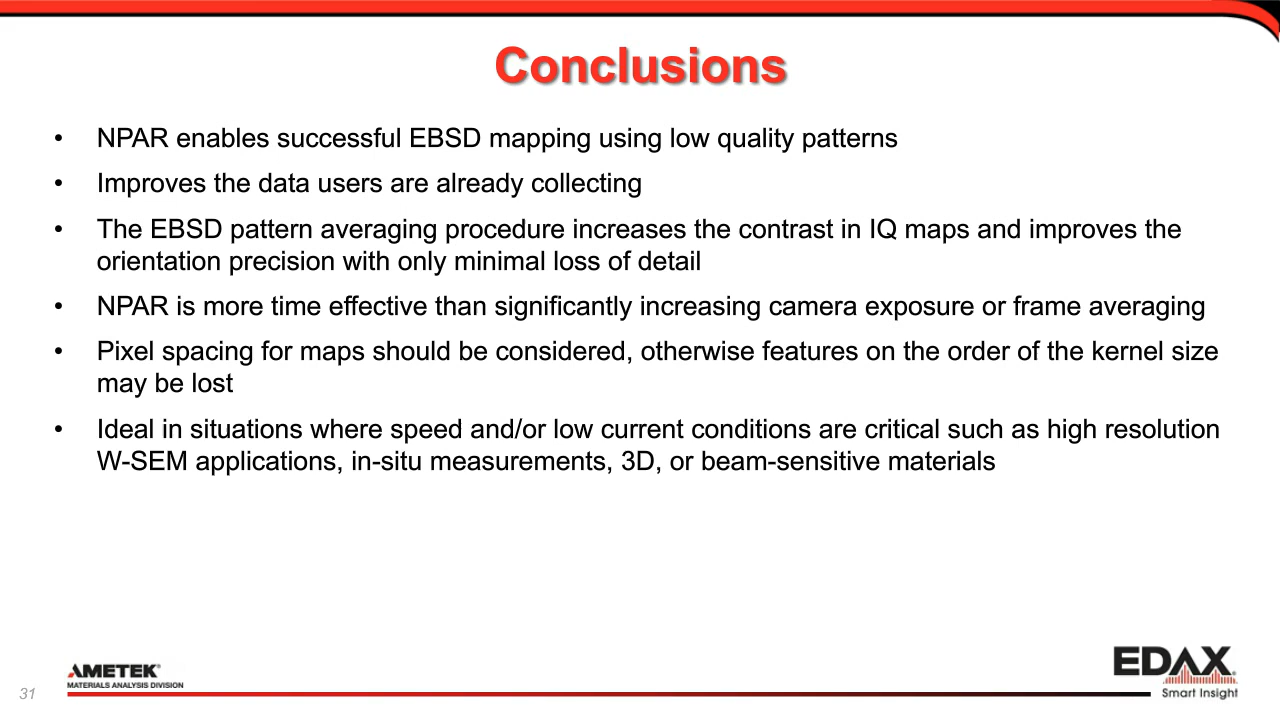 Conclusions
• NPAR enables successful EBSD mapping using low quality patterns
• Improves the data users are already collecting
• The EBSD pattern averaging procedure increases the contrast in IQ maps and improves the
orientation precision with only minimal loss of detail
• NPAR is more time effective than significantly increasing camera exposure or frame averaging
• Pixel spacing for maps should be considered, otherwise features on the order of the kernel size
may be lost
• Ideal in situations where speed and/or low current conditions are critical such as high resolution
W-SEM applications, in-situ measurements, 3D, or beam-sensitive materials
31
AMETEK®
MATERIALS ANALYSIS DIVISION
EDAX®
Smart Insight